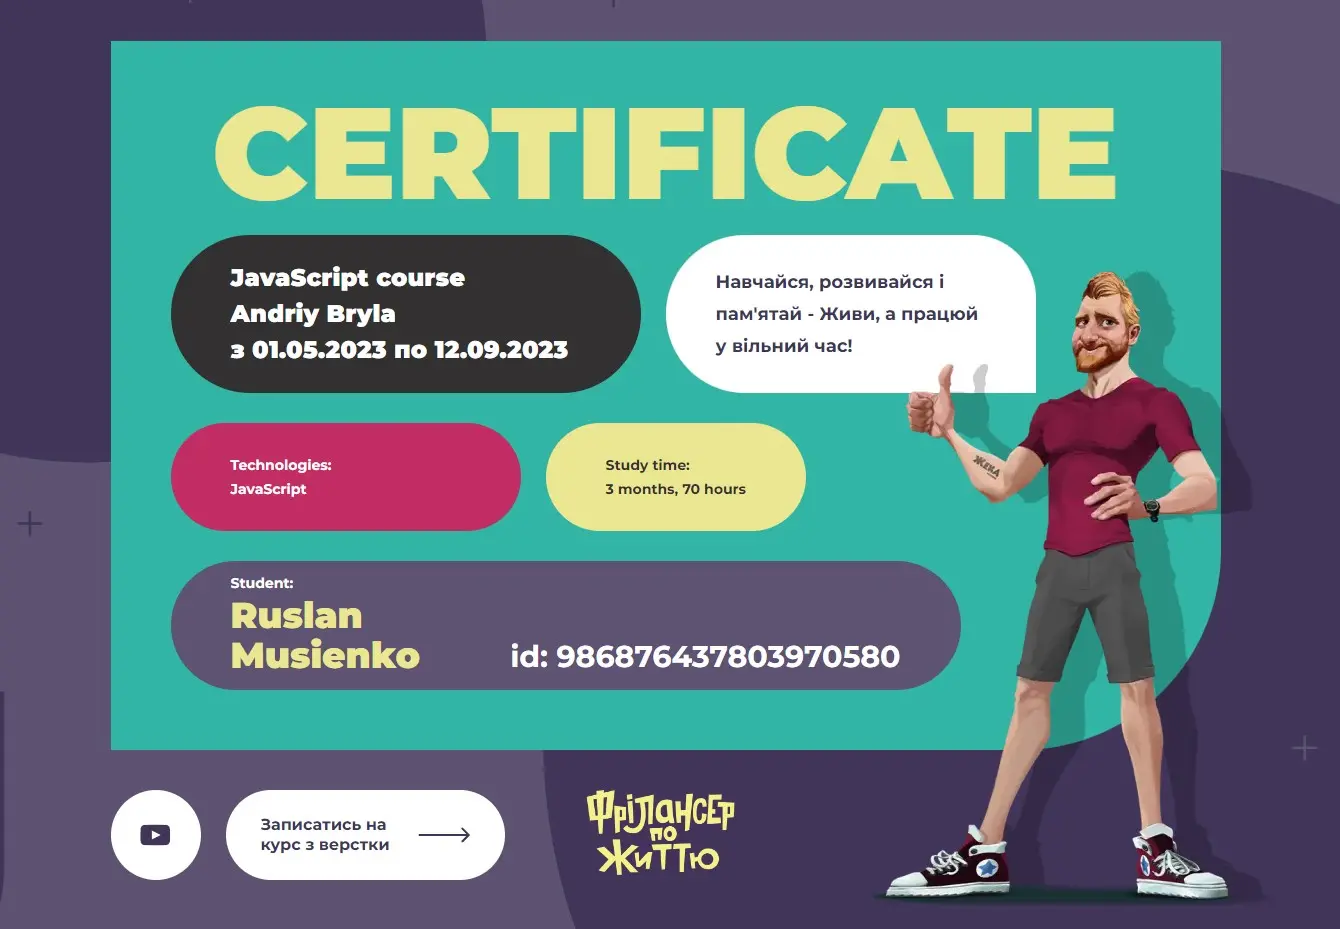 CERTIFICATE
JavaScript course
Andriy Bryla
з 01.05.2023 по 12.09.2023
Навчайся, розвивайся і
пам'ятай - Живи, а працюй
у вільний час!
Technologies:
JavaScript
Study time:
3 months, 70 hours
ЖЕКА
Student:
Ruslan
Musienko
id: 986876437803970580
Записатись на
курс з верстки
Фрілансер
по
життю